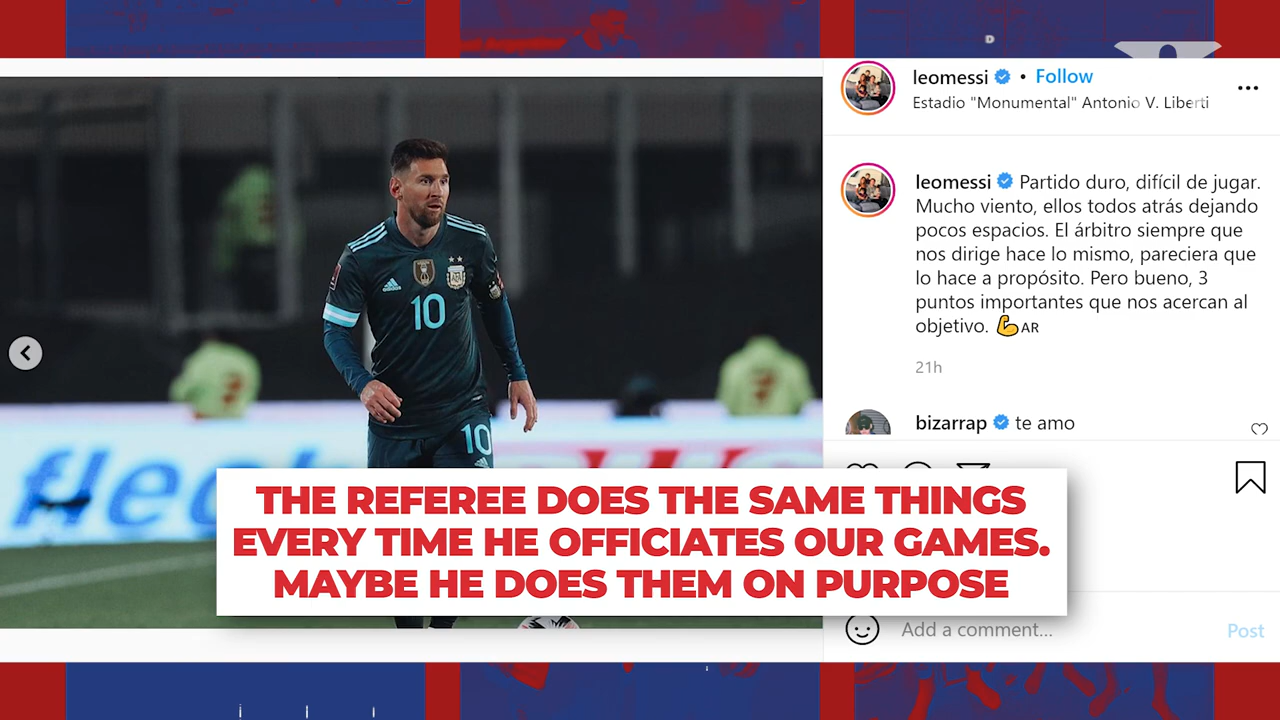 leomessi • Follow
Estadio "Monumental" Antonio V. Liberti
leomessi Partido duro, difícil de jugar.
Mucho viento, ellos todos atrás dejando
pocos espacios. El árbitro siempre que
nos dirige hace lo mismo, pareciera que
lo hace a propósito. Pero bueno, 3
puntos importantes que nos acercan al
objetivo. 💪AR
21h
bizarrap te amo
10
10
THE REFEREE DOES THE SAME THINGS
EVERY TIME HE OFFICIATES OUR GAMES.
MAYBE HE DOES THEM ON PURPOSE
Add a comment...
Post